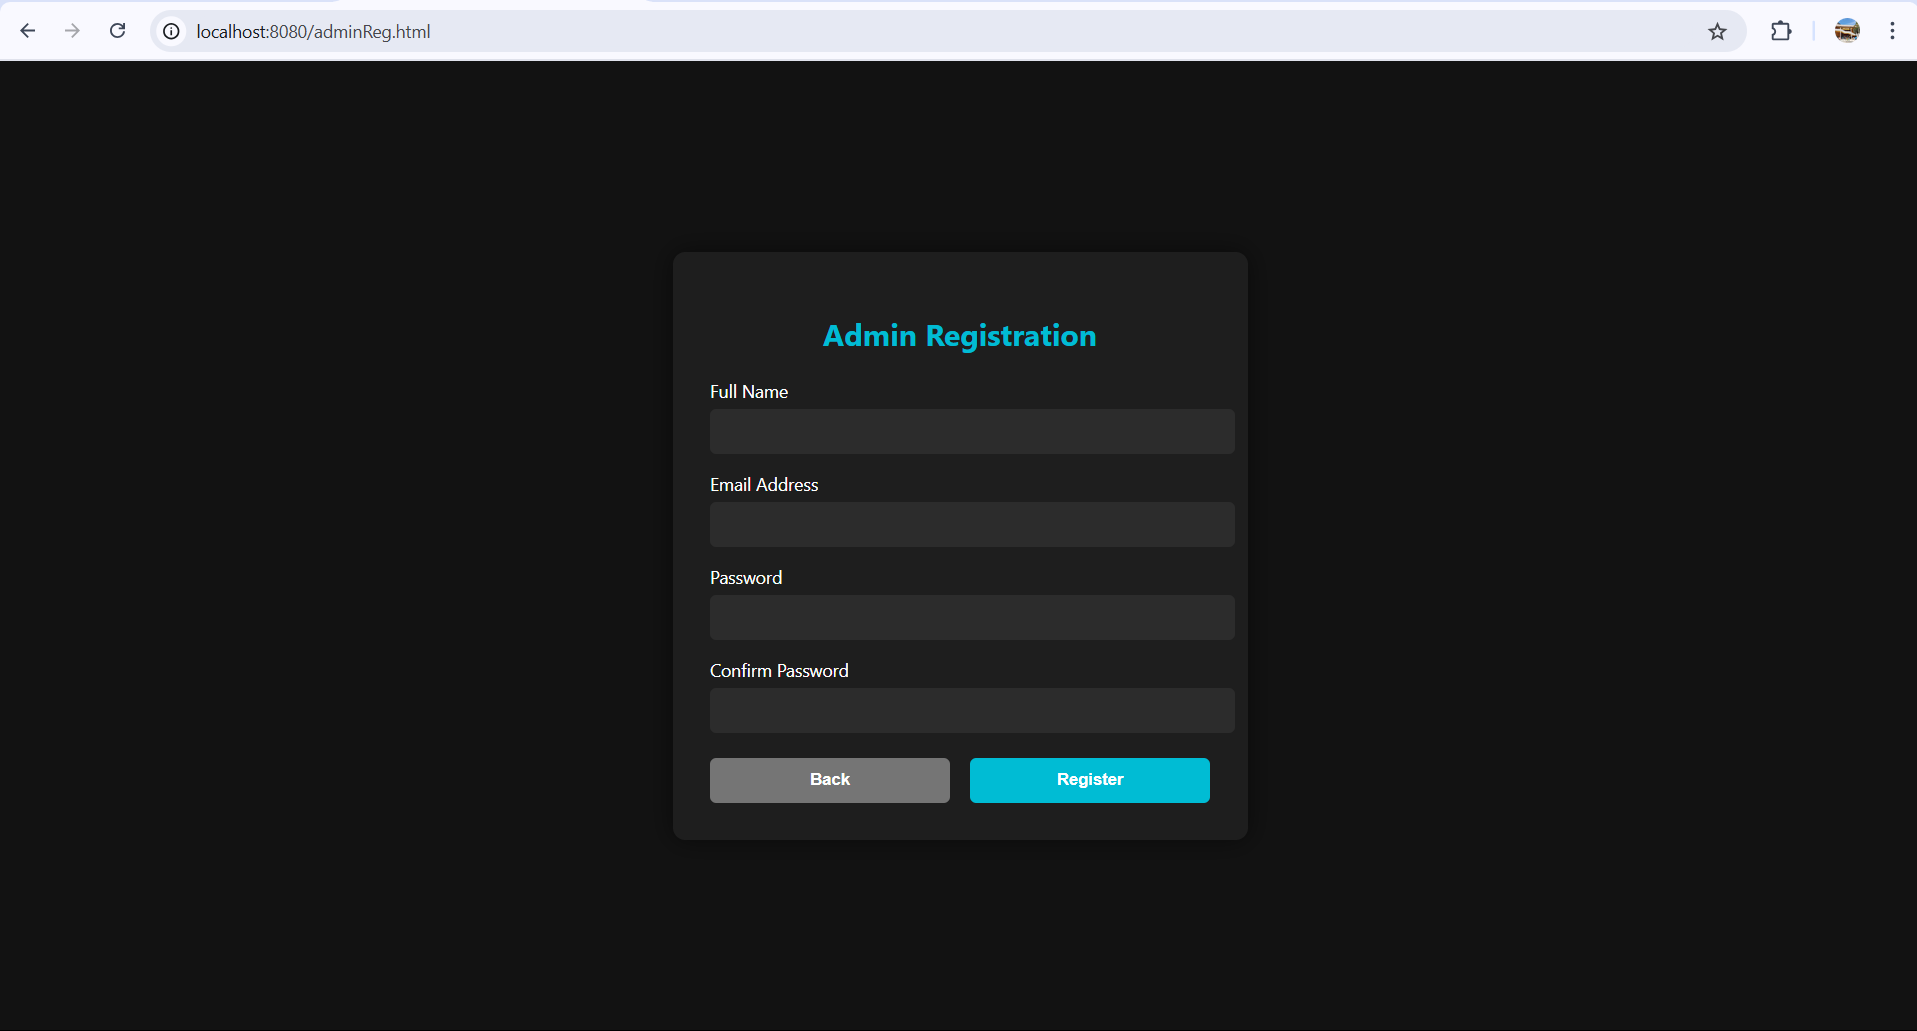 localhost:8080/adminReg.html
Admin Registration
Full Name
Email Address
Password
Confirm Password
Back
Register